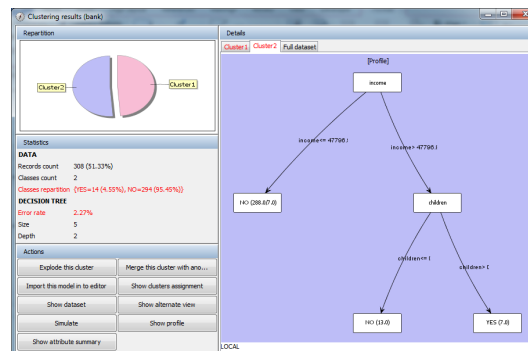 Clustering results (bank)
Repartition
Cluster2
Cluster1
Statistics
DATA
Records count 308 (51.33%)
Classes count 2
Classes repartition {YES=14 (4.55%), NO=294 (95.45%)}
DECISION TREE
Error rate 2.27%
Size 5
Depth 2
Actions
Explode this cluster
Merge this cluster with ano...
Import this model in to editor
Show clusters assignment
Show dataset
Show alternate view
Simulate
Show profile
Show attribute summary
Details
Cluster1 Cluster2 Full dataset
[Profile]
income
income<= 47796.
income> 47796.
NO (288.0/7.0)
children
children<=
children>
NO (13.0)
YES (7.0)
LOCAL